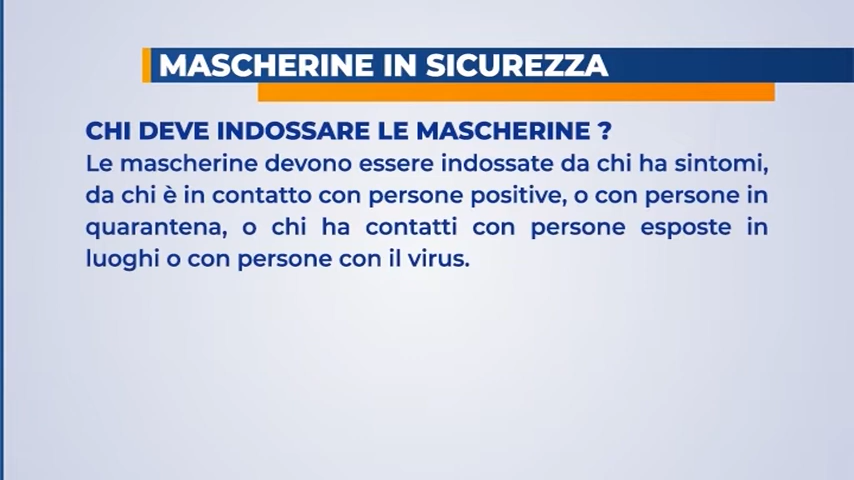 MASCHERINE IN SICUREZZA
CHI DEVE INDOSSARE LE MASCHERINE ?
Le mascherine devono essere indossate da chi ha sintomi,
da chi è in contatto con persone positive, o con persone in
quarantena, o chi ha contatti con persone esposte in
luoghi o con persone con il virus.